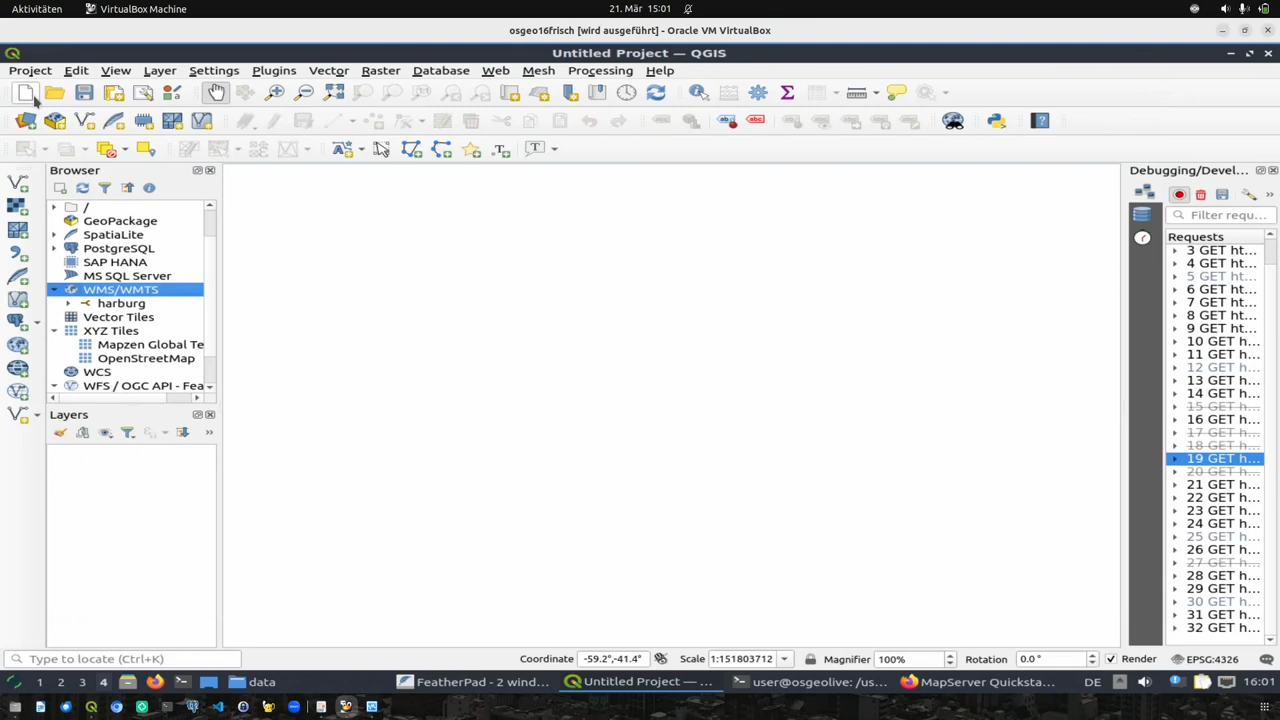 Aktivitäten
VirtualBox Machine
21. Mär 15:01
osgeo16frisch [wird ausgeführt] - Oracle VM VirtualBox
Untitled Project — QGIS
Project Edit View Layer Settings Plugins Vector Raster Database Web Mesh Processing Help
Browser
/
GeoPackage
SpatiaLite
PostgreSQL
SAP HANA
MS SQL Server
WMS/WMTS
harburg
Vector Tiles
XYZ Tiles
Mapzen Global Te
OpenStreetMap
WCS
WFS / OGC API - Fea
Layers
Debugging/Devel...
Filter requ...
Requests
3 GET ht...
4 GET ht...
5 GET ht...
6 GET ht...
7 GET ht...
8 GET ht...
9 GET ht...
10 GET h...
11 GET h...
12 GET h...
13 GET h...
14 GET h...
15 GET h...
16 GET h...
17 GET h...
18 GET h...
19 GET h...
20 GET h...
21 GET h...
22 GET h...
23 GET h...
24 GET h...
25 GET h...
26 GET h...
27 GET h...
28 GET h...
29 GET h...
30 GET h...
31 GET h...
32 GET h...
Type to locate (Ctrl+K)
Coordinate -59.2°,-41.4° Scale 1:151803712 Magnifier 100% Rotation 0.0 ° Render EPSG:4326
1 2 3 4 data FeatherPad - 2 wind... Untitled Project — ... user@osgeolive: /us... MapServer Quicksta... DE 16:01